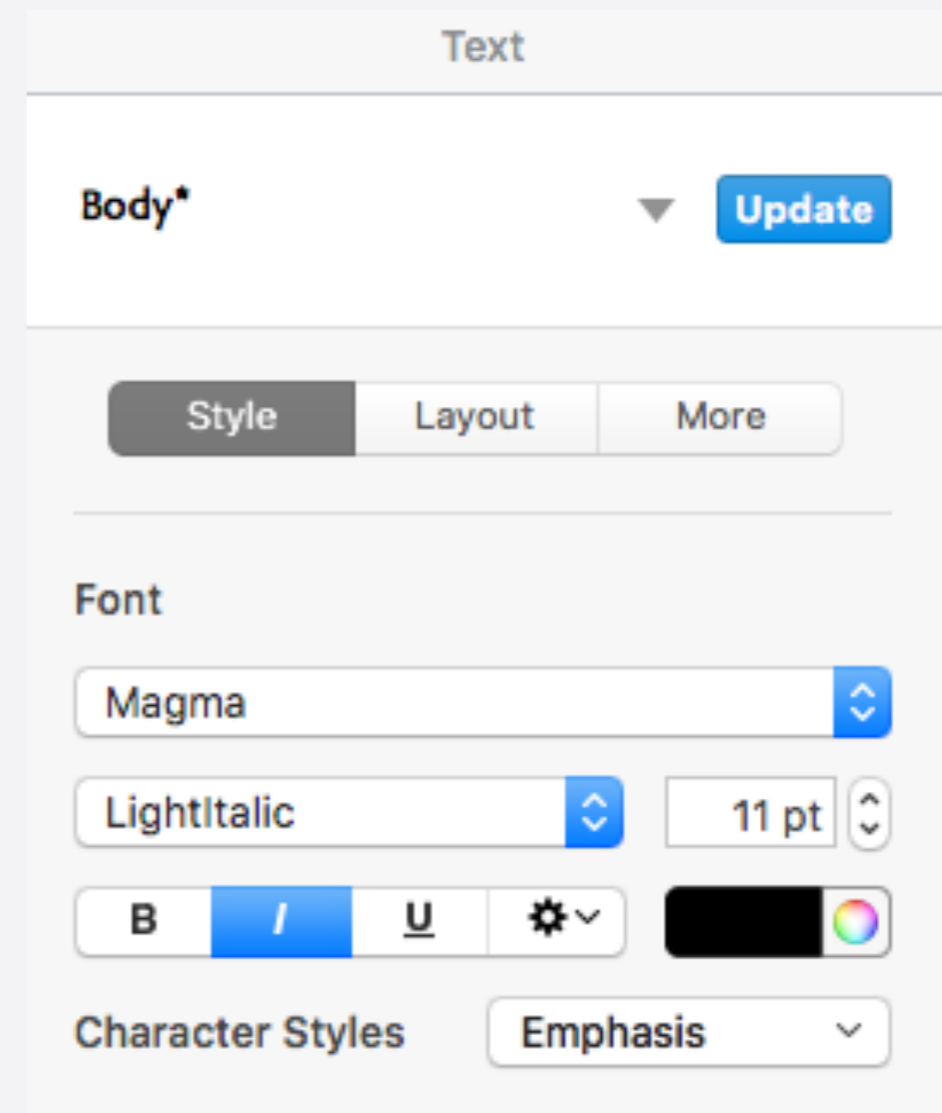 Text
Body* Update
Style Layout More
Font
Magma
LightItalic 11 pt
B I U
Character Styles Emphasis